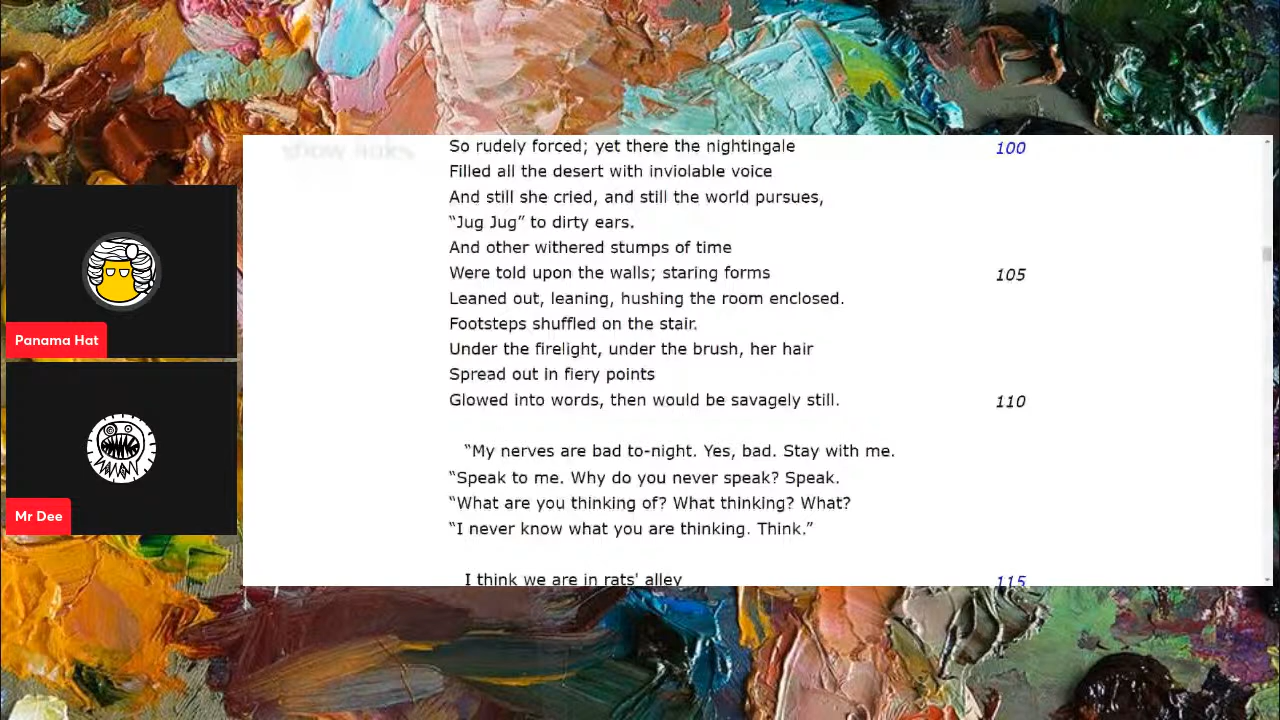 So rudely forced; yet there the nightingale 100
Filled all the desert with inviolable voice
And still she cried, and still the world pursues,
“Jug Jug” to dirty ears.
And other withered stumps of time
Were told upon the walls; staring forms 105
Leaned out, leaning, hushing the room enclosed.
Footsteps shuffled on the stair.
Under the firelight, under the brush, her hair
Spread out in fiery points
Glowed into words, then would be savagely still. 110
“My nerves are bad to-night. Yes, bad. Stay with me.
“Speak to me. Why do you never speak? Speak.
“What are you thinking of? What thinking? What?
“I never know what you are thinking. Think.”
I think we are in rats' alley 115
Panama Hat
Mr Dee